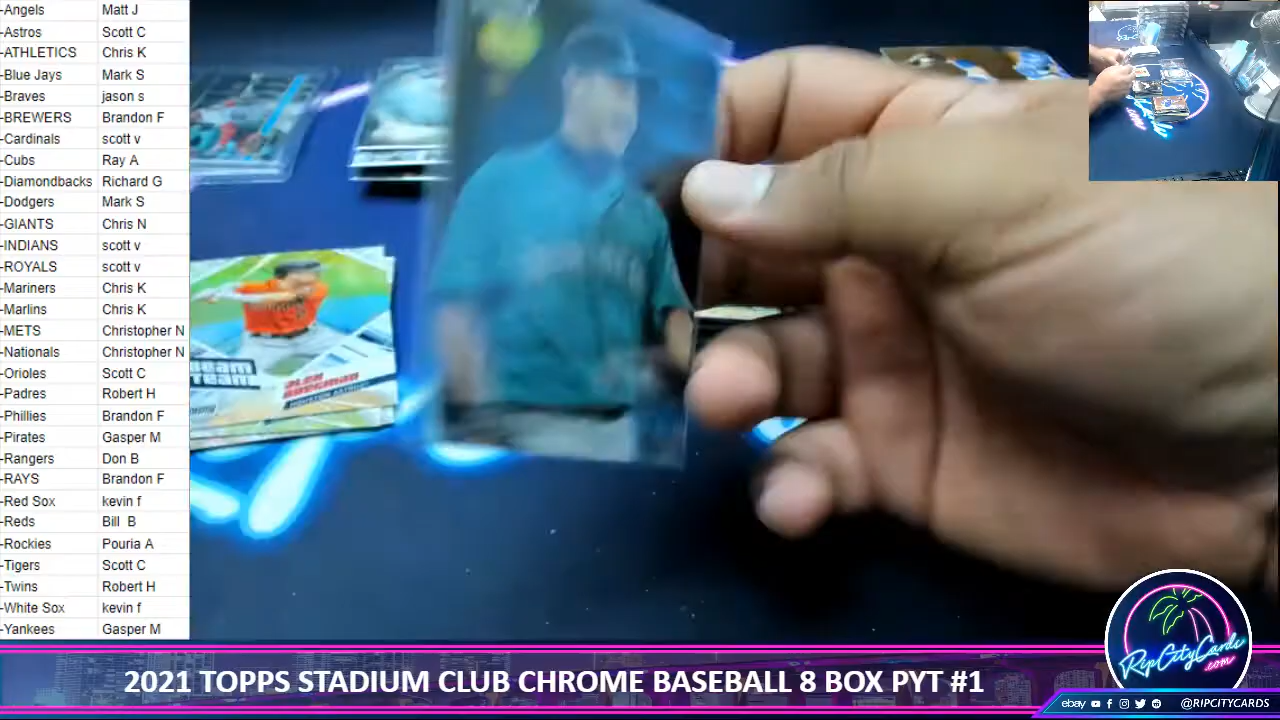 -Angels Matt J
-Astros Scott C
-ATHLETICS Chris K
-Blue Jays Mark S
-Braves jason s
-BREWERS Brandon F
-Cardinals scott v
-Cubs Ray A
-Diamondbacks Richard G
-Dodgers Mark S
-GIANTS Chris N
-INDIANS scott v
-ROYALS scott v
-Mariners Chris K
-Marlins Chris K
-METS Christopher N
-Nationals Christopher N
-Orioles Scott C
-Padres Robert H
-Phillies Brandon F
-Pirates Gasper M
-Rangers Don B
-RAYS Brandon F
-Red Sox kevin f
-Reds Bill B
-Rockies Pouria A
-Tigers Scott C
-Twins Robert H
-White Sox kevin f
-Yankees Gasper M
BEAM
TEAM
ALEX
BREGMAN
RipCityCards
.com
2021 TOPPS STADIUM CLUB CHROME BASEBALL 8 BOX PYT #1
ebay @RIPCITYCARDS